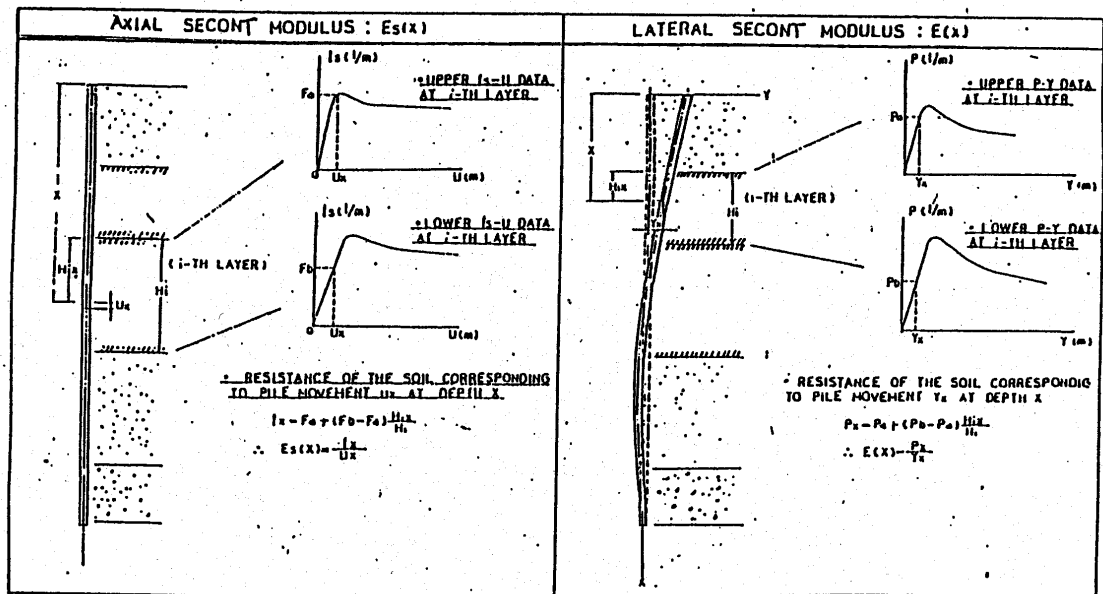 AXIAL SECONT MODULUS : Es(X)
fs (t/m)
• UPPER fs-U DATA
AT i-TH LAYER
Fa
0
Ux
U(m)
X
Hix
(i-TH LAYER)
Hi
Ux
fs(t/m)
• LOWER fs-U DATA
AT i-TH LAYER
Fb
0
Ux
U(m)
• RESISTANCE OF THE SOIL CORRESPONDING
TO PILE MOVEMENT Ux AT DEPTH X
fx = Fa + (Fb-Fa) Hix/Hi
∴ Es(X) = fx/Ux
LATERAL SECONT MODULUS : E(X)
Y
P(t/m)
• UPPER P-Y DATA
AT i-TH LAYER
Pa
Yx
Y(m)
X
Hix
(i-TH LAYER)
Hi
Yx
P(t/m)
• LOWER P-Y DATA
AT i-TH LAYER
Pb
Yx
Y(m)
• RESISTANCE OF THE SOIL CORRESPONDIG
TO PILE MOVEMENT Yx AT DEPTH X
Px = Pa + (Pb-Pa) Hix/Hi
∴ E(X) = Px/Yx
X